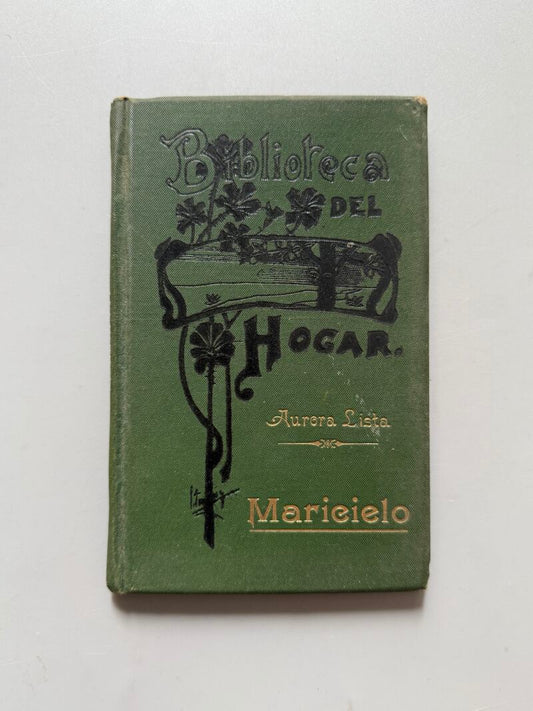 Biblioteca
DEL
HOGAR.
Aurora Lista
Maricielo